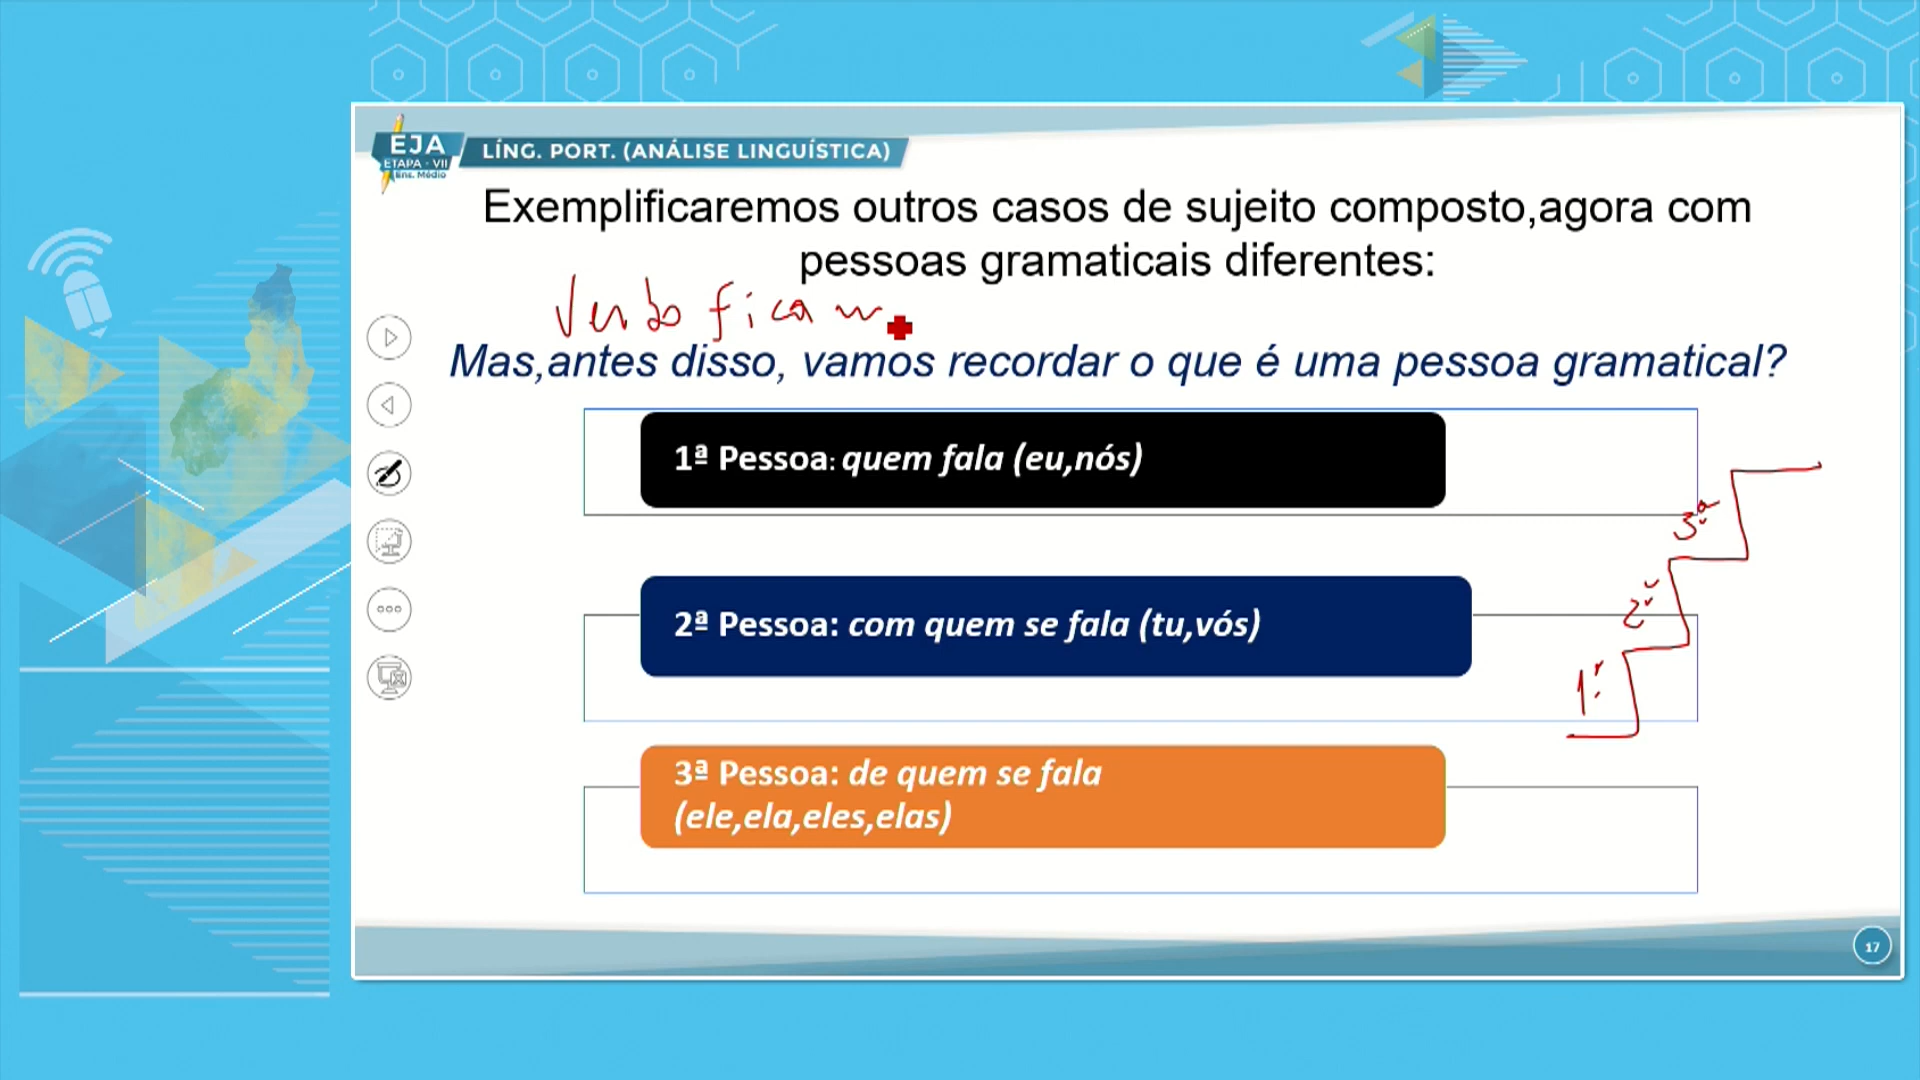 EJA
ETAPA - VII
Ens. Médio
LÍNG. PORT. (ANÁLISE LINGUÍSTICA)
Exemplificaremos outros casos de sujeito composto,agora com
pessoas gramaticais diferentes:
Verbo fica
Mas,antes disso, vamos recordar o que é uma pessoa gramatical?
1ª Pessoa: quem fala (eu,nós)
2ª Pessoa: com quem se fala (tu,vós)
3ª Pessoa: de quem se fala
(ele,ela,eles,elas)
3ª
2ª
1ª
17